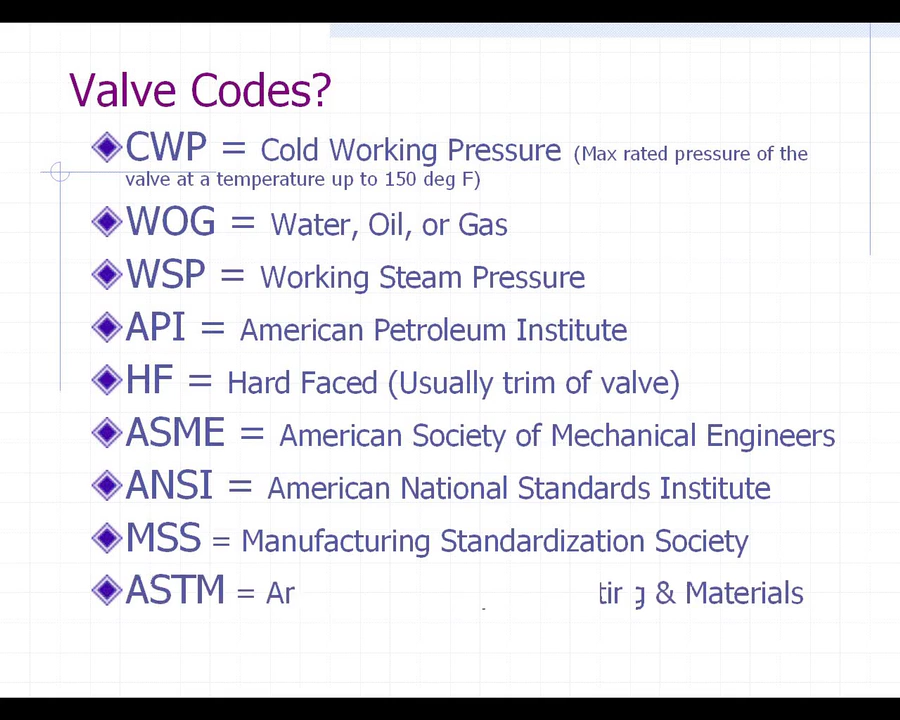 Valve Codes?
CWP = Cold Working Pressure (Max rated pressure of the
valve at a temperature up to 150 deg F)
WOG = Water, Oil, or Gas
WSP = Working Steam Pressure
API = American Petroleum Institute
HF = Hard Faced (Usually trim of valve)
ASME = American Society of Mechanical Engineers
ANSI = American National Standards Institute
MSS = Manufacturing Standardization Society
ASTM = & Materials